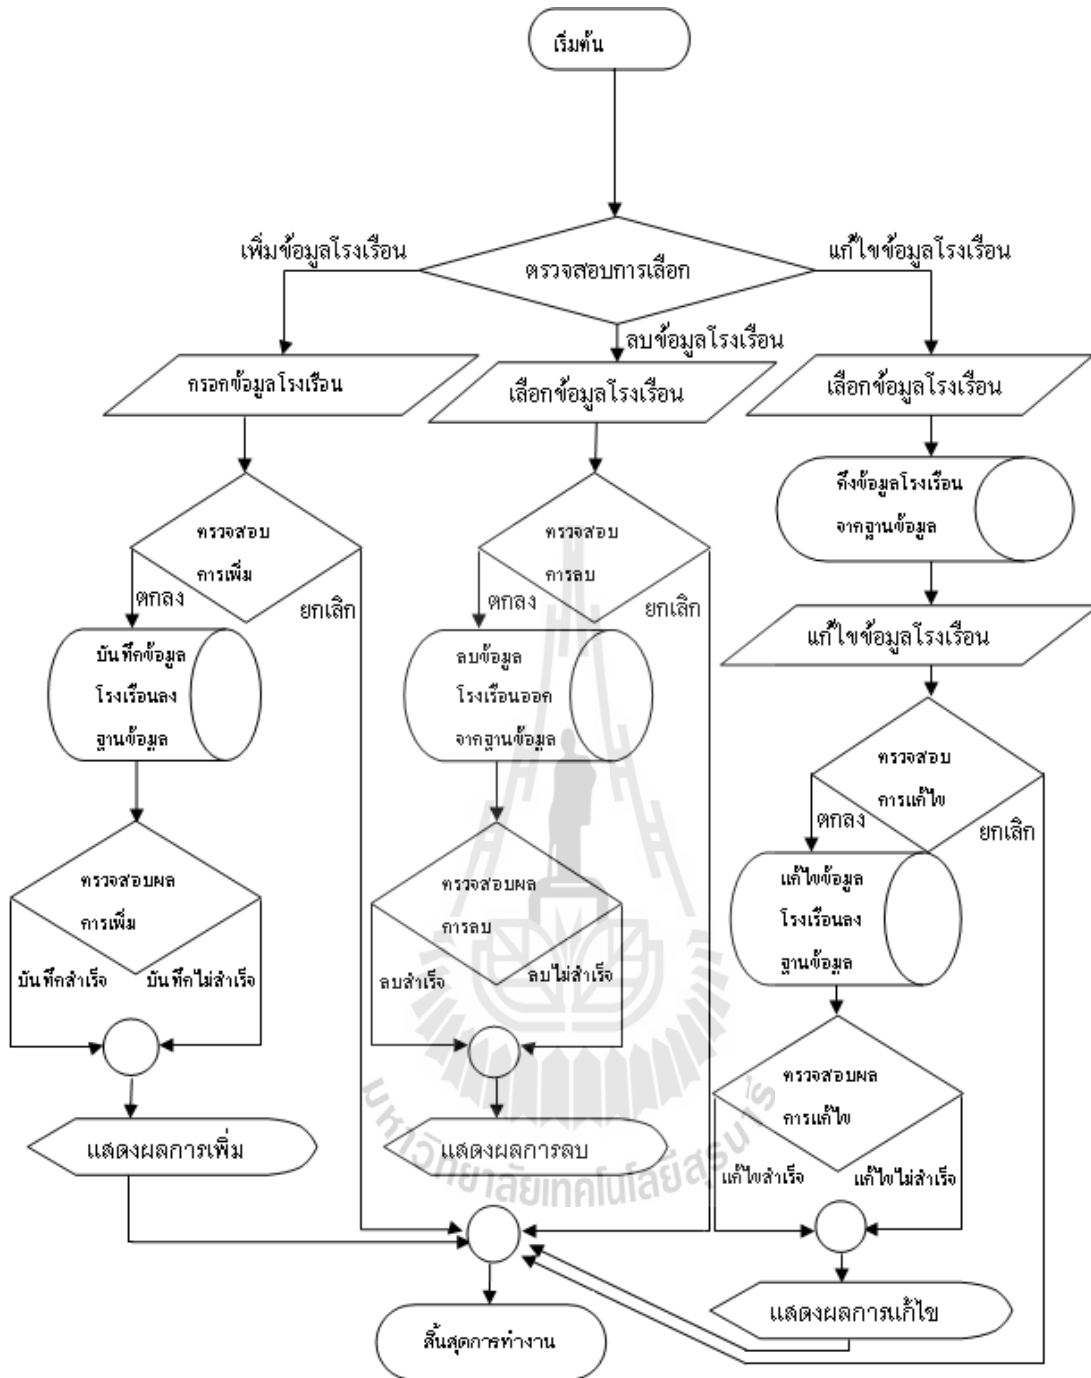 เริ่มต้น
เพิ่มข้อมูลโรงเรือน
ตรวจสอบการเลือก
แก้ไขข้อมูลโรงเรือน
ลบข้อมูลโรงเรือน
กรอกข้อมูลโรงเรือน
เลือกข้อมูลโรงเรือน
เลือกข้อมูลโรงเรือน
ดึงข้อมูลโรงเรือน
จากฐานข้อมูล
ตรวจสอบ
การเพิ่ม
ตกลง
ยกเลิก
ตรวจสอบ
การลบ
ตกลง
ยกเลิก
แก้ไขข้อมูลโรงเรือน
บันทึกข้อมูล
โรงเรือนลง
ฐานข้อมูล
ลบข้อมูล
โรงเรือนออก
จากฐานข้อมูล
ตรวจสอบ
การแก้ไข
ตกลง
ยกเลิก
ตรวจสอบผล
การเพิ่ม
บันทึกสำเร็จ
บันทึกไม่สำเร็จ
ตรวจสอบผล
การลบ
ลบสำเร็จ
ลบไม่สำเร็จ
แก้ไขข้อมูล
โรงเรือนลง
ฐานข้อมูล
ตรวจสอบผล
การแก้ไข
แก้ไขสำเร็จ
แก้ไขไม่สำเร็จ
แสดงผลการเพิ่ม
แสดงผลการลบ
มหาวิทยาลัยเทคโนโลยีสุรนารี
แสดงผลการแก้ไข
สิ้นสุดการทำงาน